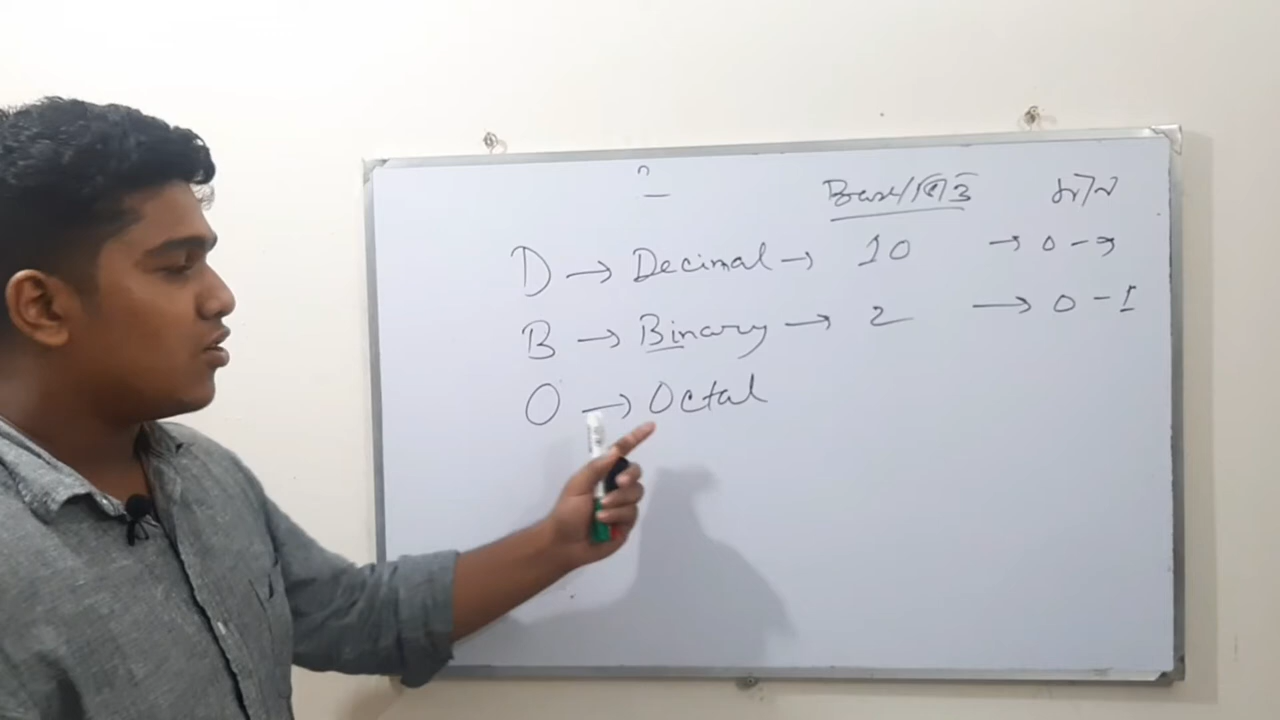 Base/ভিত্তি মান
D → Decimal → 10 → 0 - 9
B → Binary → 2 → 0 - 1
O → Octal